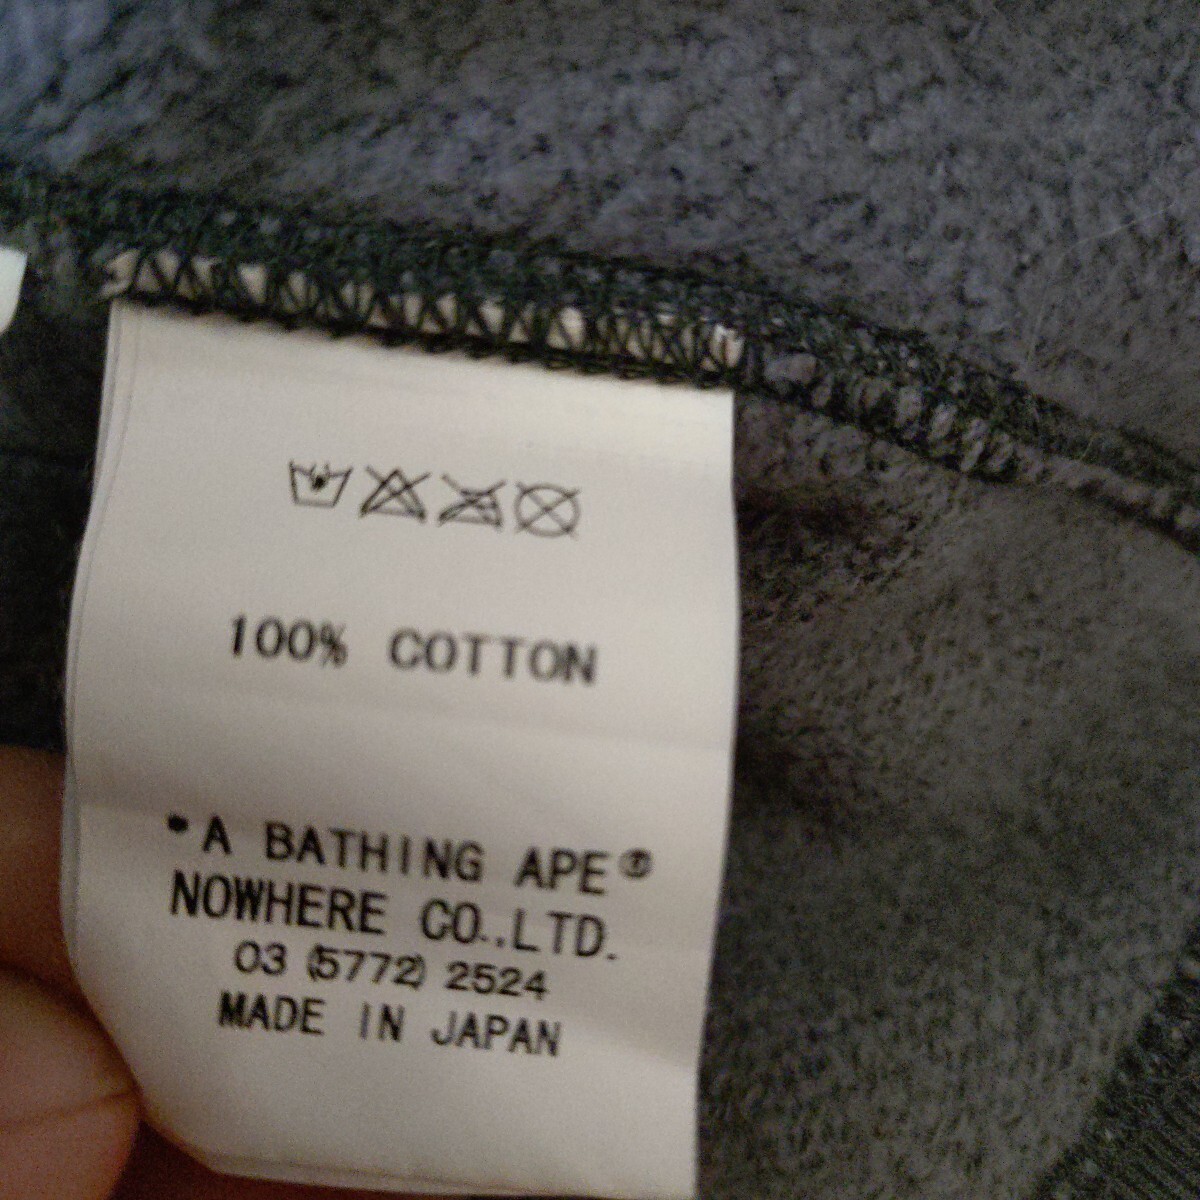 100% COTTON
•A BATHING APE®
NOWHERE CO.,LTD.
03 (5772) 2524
MADE IN JAPAN